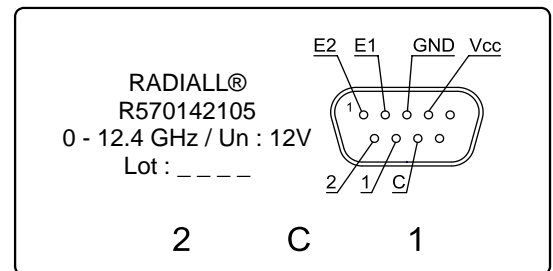 E2 E1 GND Vcc
RADIALL®
R570142105
0 - 12.4 GHz / Un : 12V
Lot : _ _ _ _
1
2 1 C
2 C 1